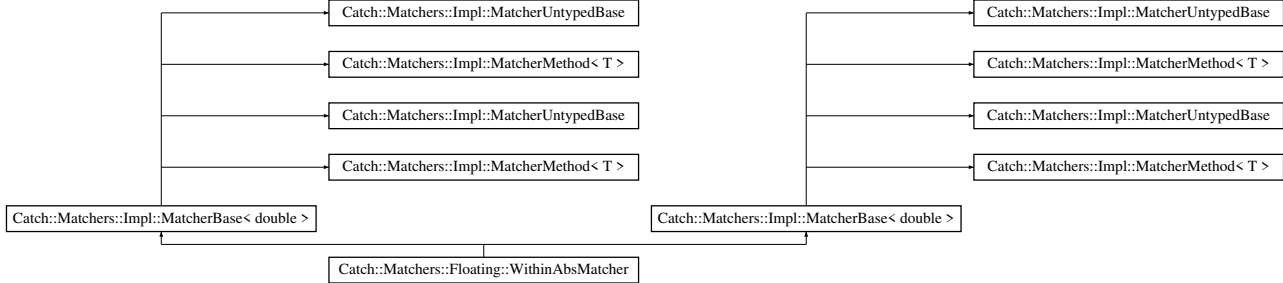 Catch::Matchers::Impl::MatcherUntypedBase
Catch::Matchers::Impl::MatcherUntypedBase
Catch::Matchers::Impl::MatcherMethod< T >
Catch::Matchers::Impl::MatcherMethod< T >
Catch::Matchers::Impl::MatcherUntypedBase
Catch::Matchers::Impl::MatcherUntypedBase
Catch::Matchers::Impl::MatcherMethod< T >
Catch::Matchers::Impl::MatcherMethod< T >
Catch::Matchers::Impl::MatcherBase< double >
Catch::Matchers::Impl::MatcherBase< double >
Catch::Matchers::Floating::WithinAbsMatcher